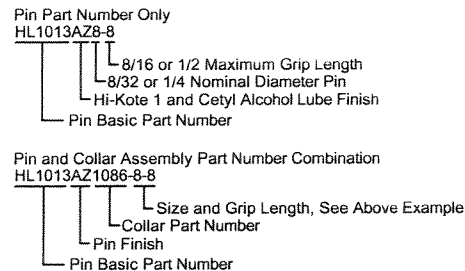 Pin Part Number Only
HL1013AZ8-8
8/16 or 1/2 Maximum Grip Length
8/32 or 1/4 Nominal Diameter Pin
Hi-Kote 1 and Cetyl Alcohol Lube Finish
Pin Basic Part Number
Pin and Collar Assembly Part Number Combination
HL1013AZ1086-8-8
Size and Grip Length, See Above Example
Collar Part Number
Pin Finish
Pin Basic Part Number